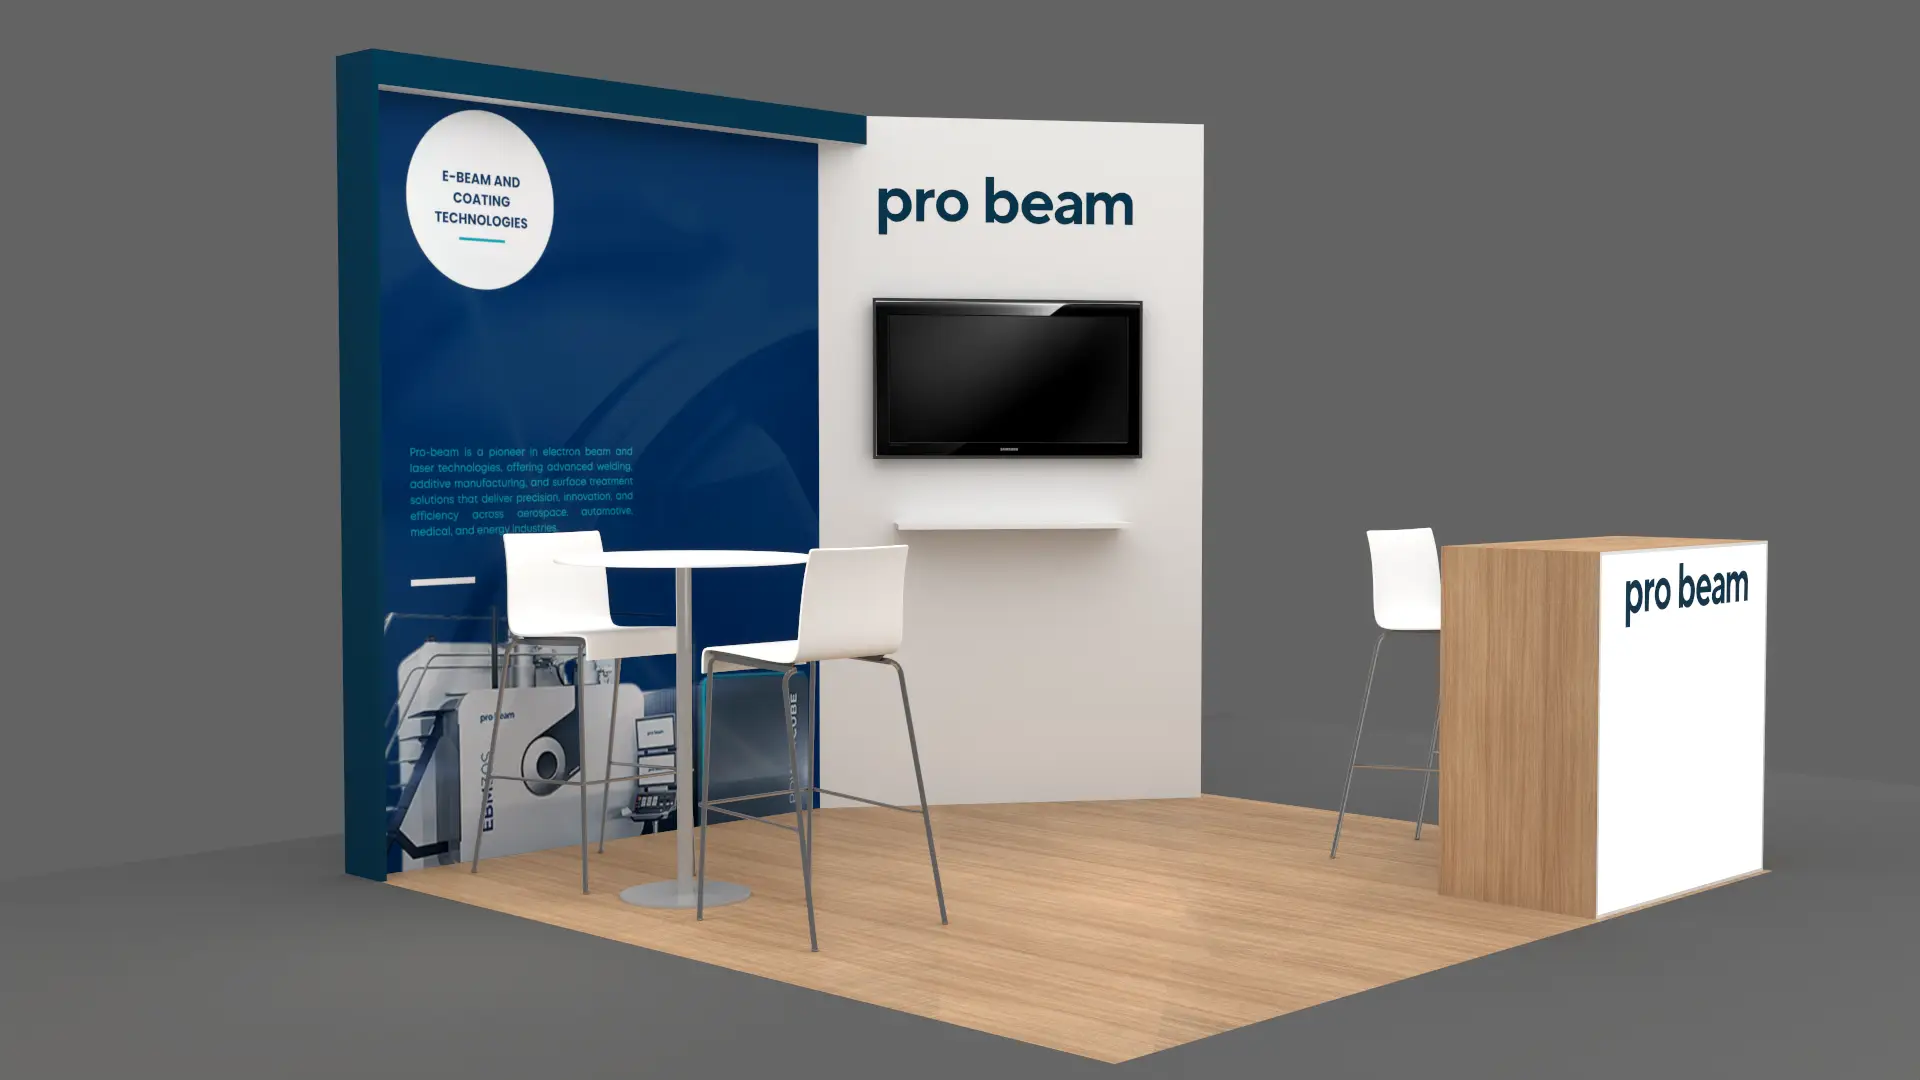 E-BEAM AND
COATING
TECHNOLOGIES
pro beam
SAMSUNG
Pro-beam is a pioneer in electron beam and
laser technologies, offering advanced welding,
additive manufacturing, and surface treatment
solutions that deliver precision, innovation, and
efficiency across aerospace, automotive,
medical, and energy industries.
pro beam
pro beam
pro beam
CUBE